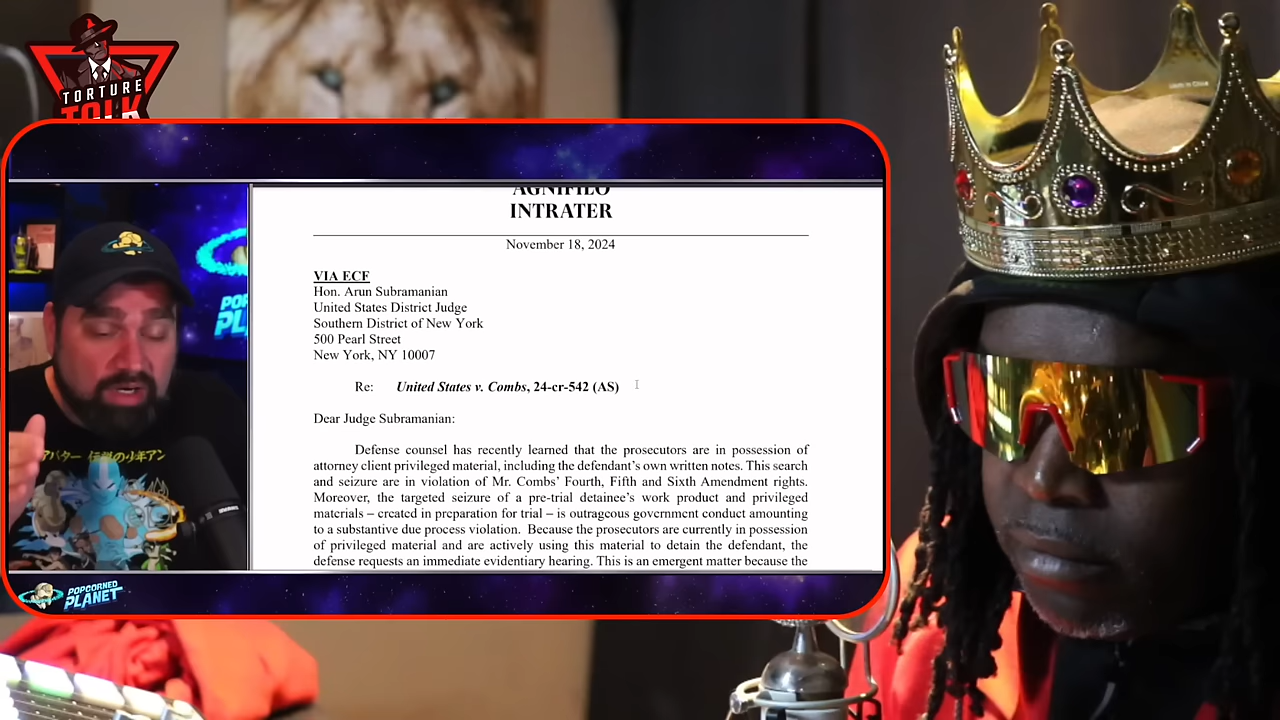 TORTURE
TALK
AGNIFILO
INTRATER
November 18, 2024
VIA ECF
Hon. Arun Subramanian
United States District Judge
Southern District of New York
500 Pearl Street
New York, NY 10007
Re: United States v. Combs, 24-cr-542 (AS)
Dear Judge Subramanian:
Defense counsel has recently learned that the prosecutors are in possession of
attorney client privileged material, including the defendant's own written notes. This search
and seizure are in violation of Mr. Combs' Fourth, Fifth and Sixth Amendment rights.
Moreover, the targeted seizure of a pre-trial detainee's work product and privileged
materials – created in preparation for trial – is outrageous government conduct amounting
to a substantive due process violation. Because the prosecutors are currently in possession
of privileged material and are actively using this material to detain the defendant, the
defense requests an immediate evidentiary hearing. This is an emergent matter because the
POPCORNED
PLANET